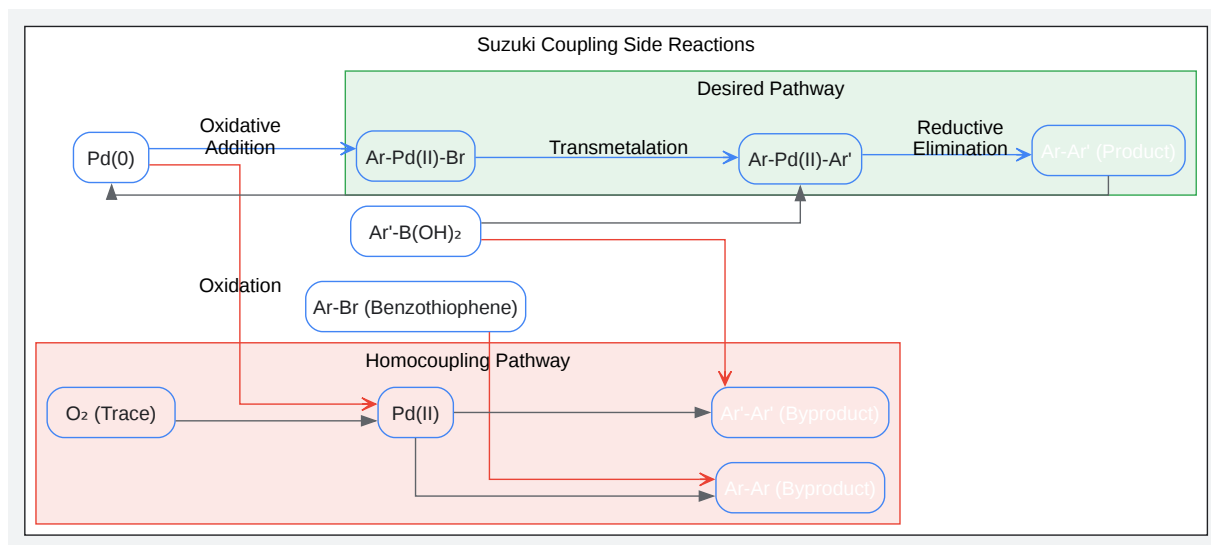 Suzuki Coupling Side Reactions
Desired Pathway
Oxidative
Addition
Reductive
Elimination
Transmetalation
Pd(0)
Ar-Pd(II)-Br
Ar-Pd(II)-Ar'
Ar-Ar' (Product)
Ar'-B(OH)₂
Oxidation
Ar-Br (Benzothiophene)
Homocoupling Pathway
O₂ (Trace)
Pd(II)
Ar'-Ar' (Byproduct)
Ar-Ar (Byproduct)